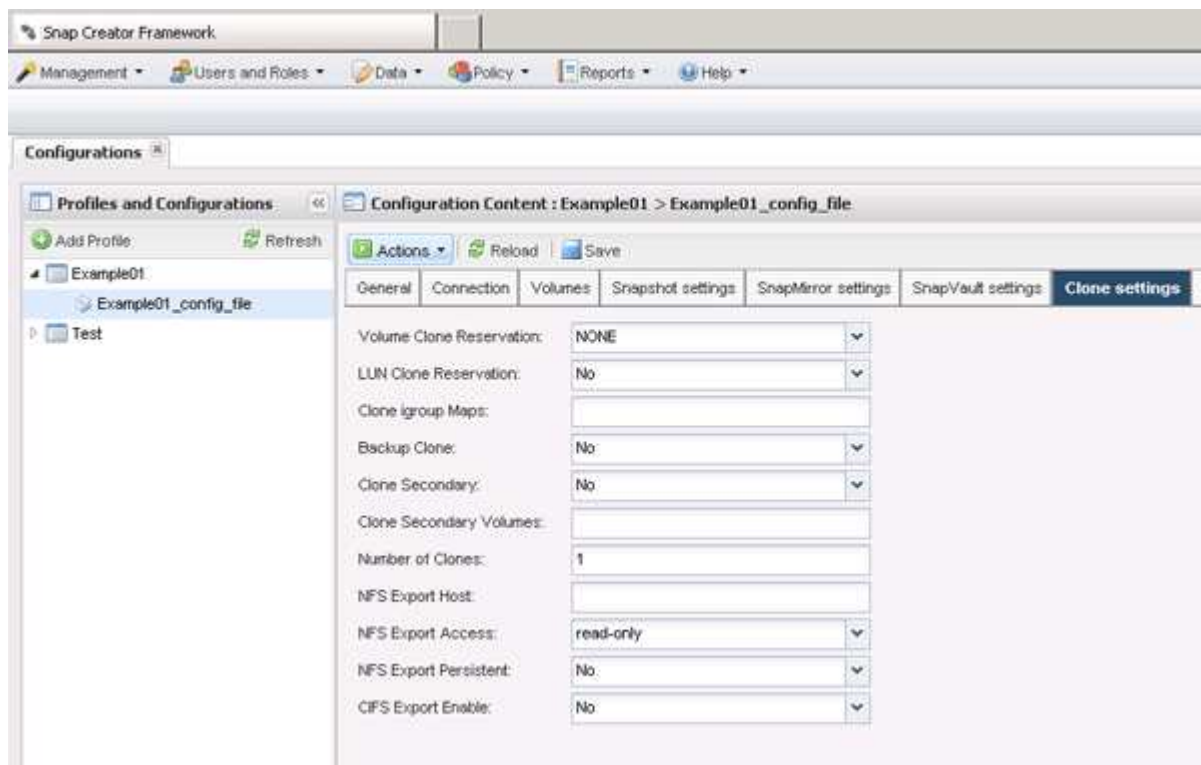 Snap Creator Framework
Management Users and Roles Data Policy Reports Help
Configurations
Profiles and Configurations
Configuration Content : Example01 > Example01_config_file
Add Profile Refresh
Actions Reload Save
Example01
Example01_config_file
Test
General Connection Volumes Snapshot settings SnapMirror settings SnapVault settings Clone settings
Volume Clone Reservation: NONE
LUN Clone Reservation: No
Clone igroup Maps:
Backup Clone: No
Clone Secondary: No
Clone Secondary Volumes:
Number of Clones: 1
NFS Export Host:
NFS Export Access: read-only
NFS Export Persistent: No
CIFS Export Enable: No